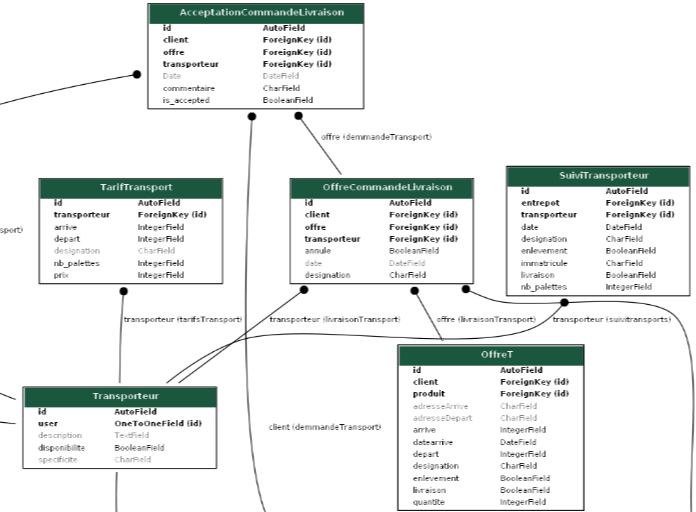 AcceptationCommandeLivraison
id AutoField
client ForeignKey (id)
offre ForeignKey (id)
transporteur ForeignKey (id)
Date DateField
commentaire CharField
is_accepted BooleanField
offre (demmandeTransport)
TarifTransport
id AutoField
transporteur ForeignKey (id)
arrive IntegerField
depart IntegerField
designation CharField
nb_palettes IntegerField
prix IntegerField
OffreCommandeLivraison
id AutoField
client ForeignKey (id)
offre ForeignKey (id)
transporteur ForeignKey (id)
annule BooleanField
date DateField
designation CharField
SuiviTransporteur
id AutoField
entrepot ForeignKey (id)
transporteur ForeignKey (id)
date DateField
designation CharField
enlevement BooleanField
immatricule CharField
livraison BooleanField
nb_palettes IntegerField
sport)
transporteur (tarifsTransport)
transporteur (livraisonTransport)
offre (livraisonTransport)
transporteur (suivitransports)
Transporteur
id AutoField
user OneToOneField (id)
description TextField
disponibilite BooleanField
specificite CharField
client (demmandeTransport)
OffreT
id AutoField
client ForeignKey (id)
produit ForeignKey (id)
adresseArrive CharField
adresseDepart CharField
arrive IntegerField
datearrive DateField
depart IntegerField
designation CharField
enlevement BooleanField
livraison BooleanField
quantite IntegerField